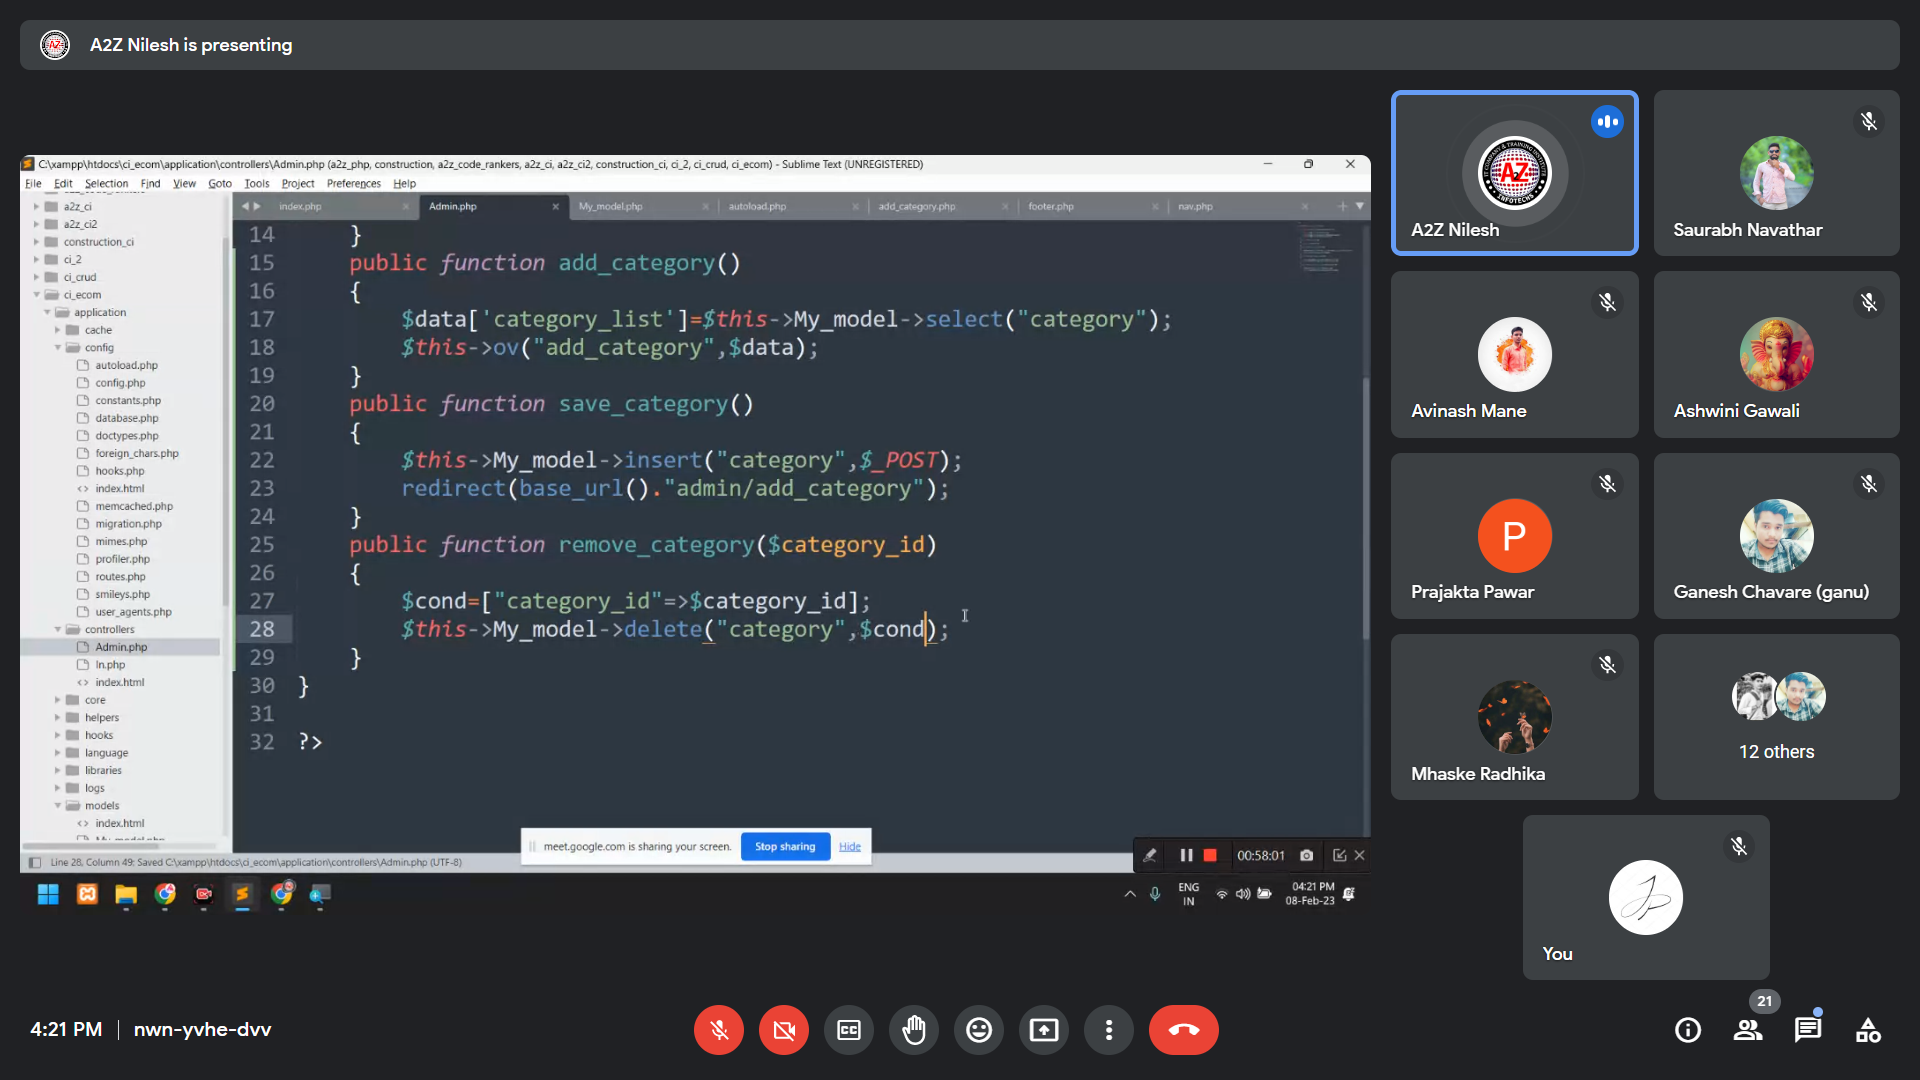 A2Z Nilesh is presenting
C:\xampp\htdocs\ci_ecom\application\controllers\Admin.php (a2z_php, construction, a2z_code_rankers, a2z_ci, a2z_ci2, construction_ci, ci_2, ci_crud, ci_ecom) - Sublime Text (UNREGISTERED)
File Edit Selection Find View Goto Tools Project Preferences Help
index.php Admin.php My_model.php autoload.php add_category.php footer.php nav.php
a2z_ci
a2z_ci2
construction_ci
ci_2
ci_crud
ci_ecom
application
cache
config
autoload.php
config.php
constants.php
database.php
doctypes.php
foreign_chars.php
hooks.php
index.html
memcached.php
migration.php
mimes.php
profiler.php
routes.php
smileys.php
user_agents.php
controllers
Admin.php
In.php
index.html
core
helpers
hooks
language
libraries
logs
models
index.html
My_model.php
14 }
15 public function add_category()
16 {
17 $data['category_list']=$this->My_model->select("category");
18 $this->ov("add_category",$data);
19 }
20 public function save_category()
21 {
22 $this->My_model->insert("category",$_POST);
23 redirect(base_url()."admin/add_category");
24 }
25 public function remove_category($category_id)
26 {
27 $cond=["category_id"=>$category_id];
28 $this->My_model->delete("category",$cond);
29 }
30 }
31
32 ?>
meet.google.com is sharing your screen. Stop sharing Hide
Line 28, Column 49; Saved C:\xampp\htdocs\ci_ecom\application\controllers\Admin.php (UTF-8)
00:58:01
ENG
IN
04:21 PM
08-Feb-23
A2Z Nilesh
Saurabh Navathar
Avinash Mane
Ashwini Gawali
P
Prajakta Pawar
Ganesh Chavare (ganu)
Mhaske Radhika
12 others
You
4:21 PM | nwn-yvhe-dvv
CC
21